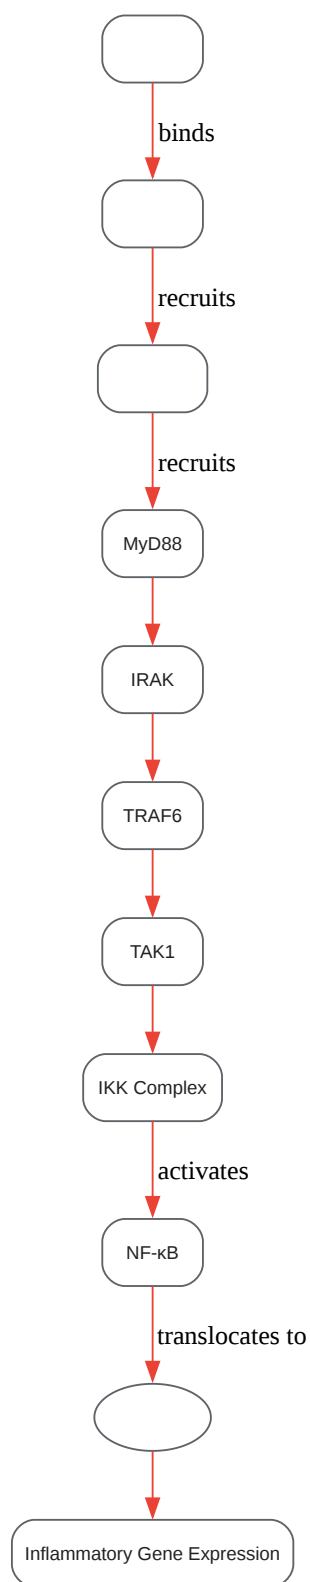 binds
recruits
recruits
MyD88
IRAK
TRAF6
TAK1
IKK Complex
activates
NF-κB
translocates to
Inflammatory Gene Expression